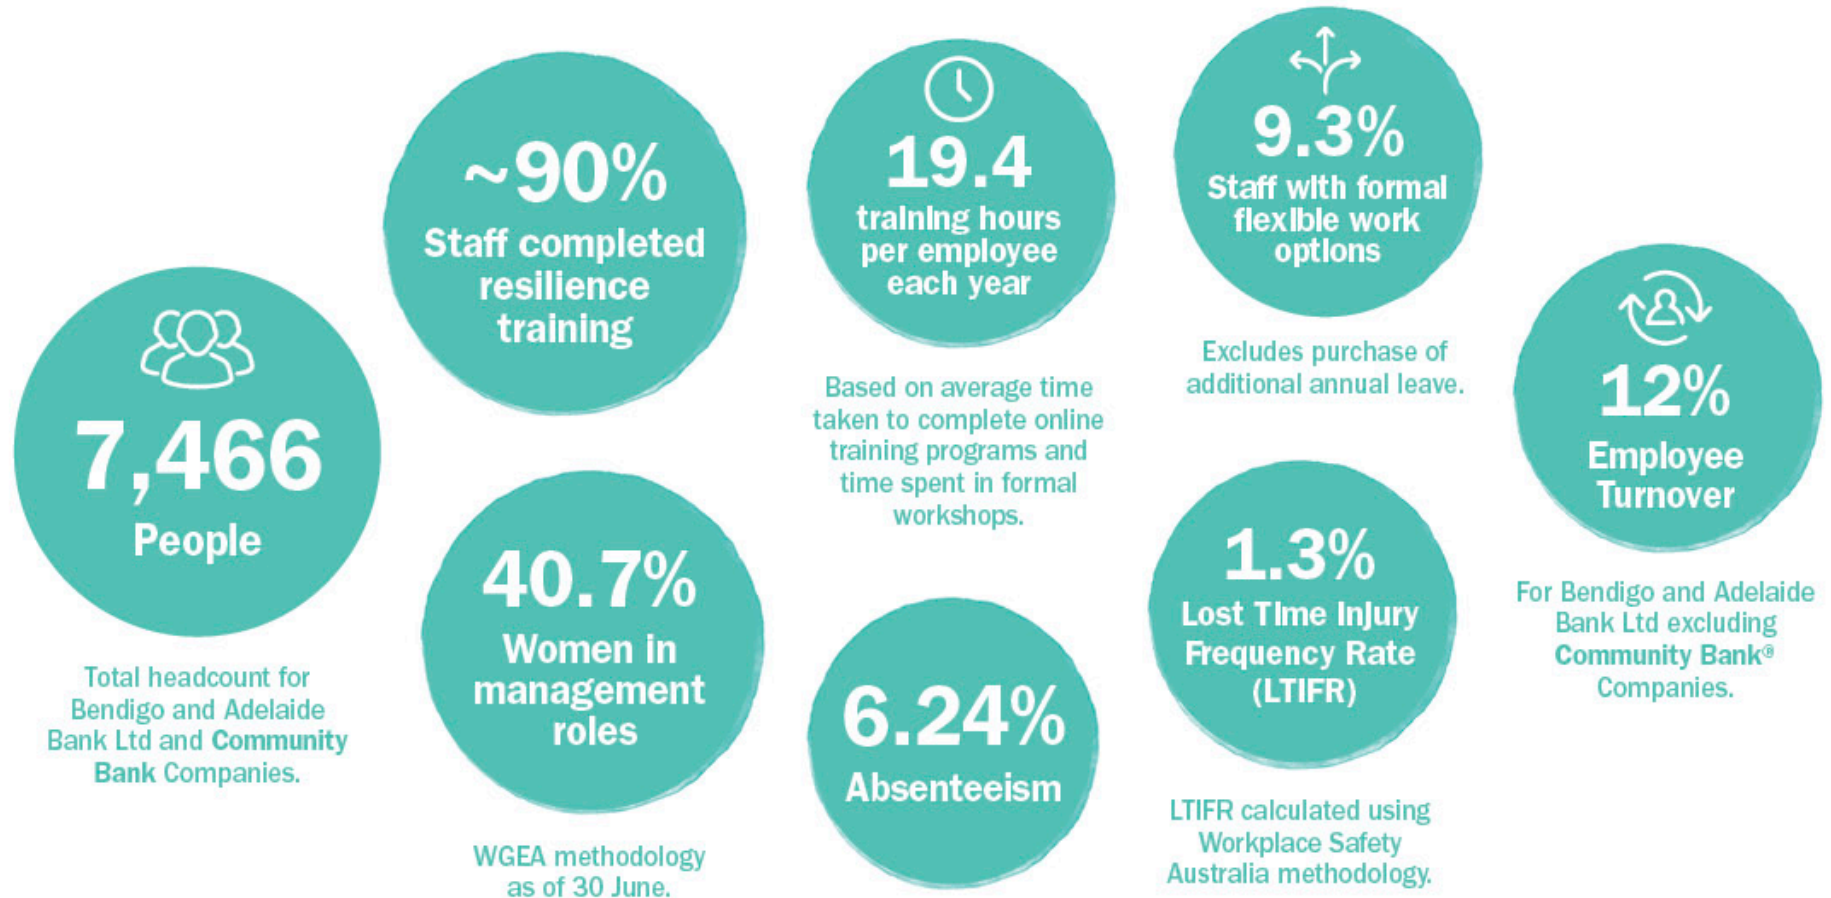 7,466
People
Total headcount for
Bendigo and Adelaide
Bank Ltd and Community
Bank Companies.
~90%
Staff completed
resilience
training
40.7%
Women in
management
roles
WGEA methodology
as of 30 June.
19.4
training hours
per employee
each year
Based on average time
taken to complete online
training programs and
time spent in formal
workshops.
6.24%
Absenteeism
9.3%
Staff with formal
flexible work
options
Excludes purchase of
additional annual leave.
1.3%
Lost Time Injury
Frequency Rate
(LTIFR)
LTIFR calculated using
Workplace Safety
Australia methodology.
12%
Employee
Turnover
For Bendigo and Adelaide
Bank Ltd excluding
Community Bank®
Companies.